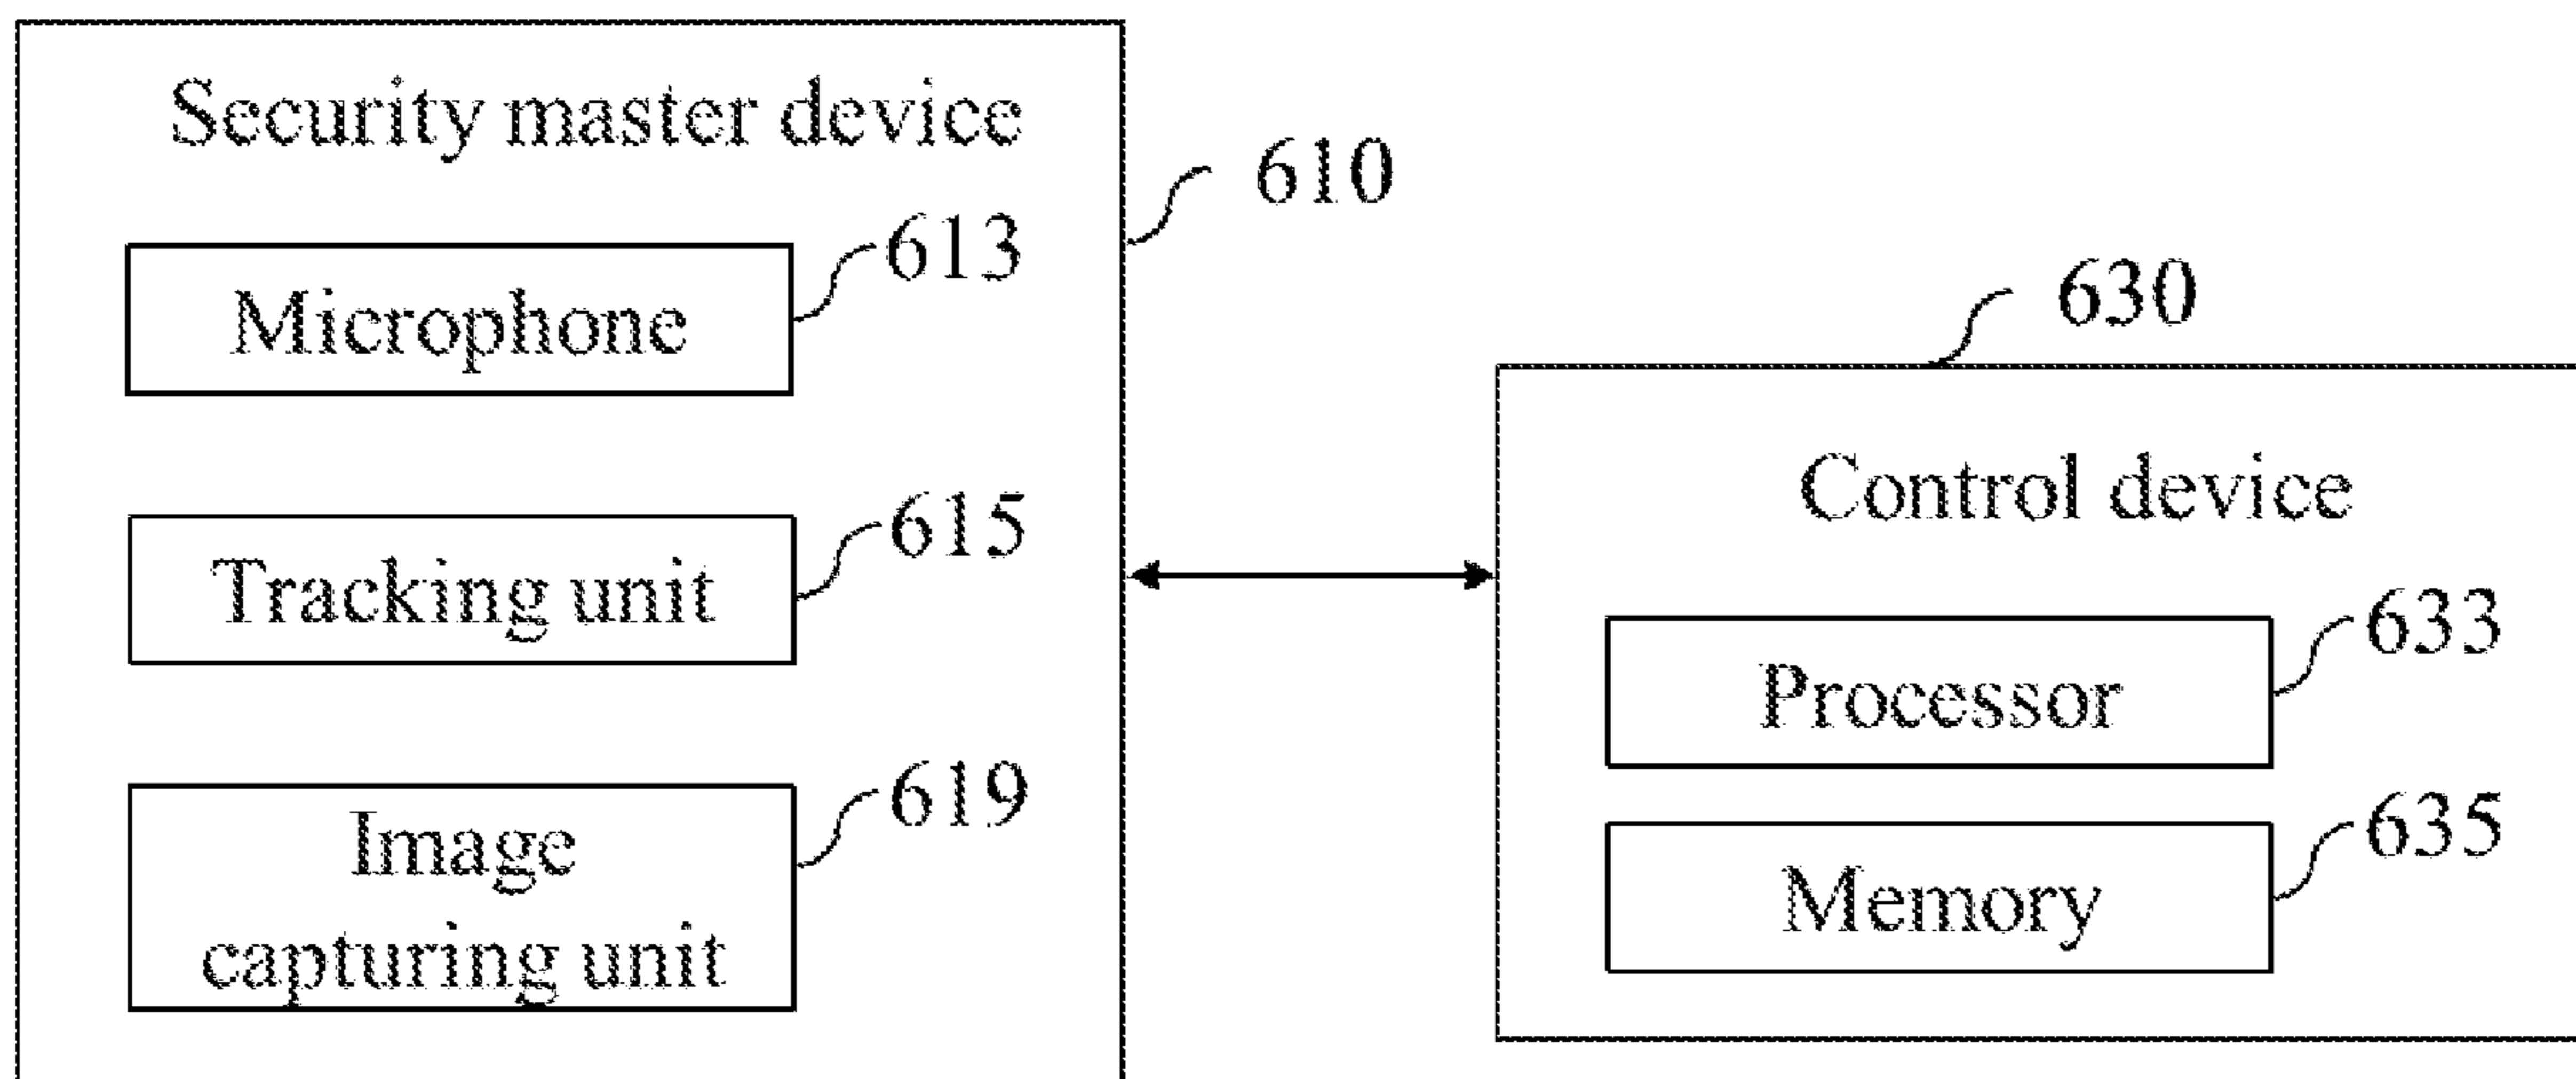 Security master device
610
613
Microphone
630
Control device
615
Tracking unit
633
Processor
619
Image
capturing unit
635
Memory